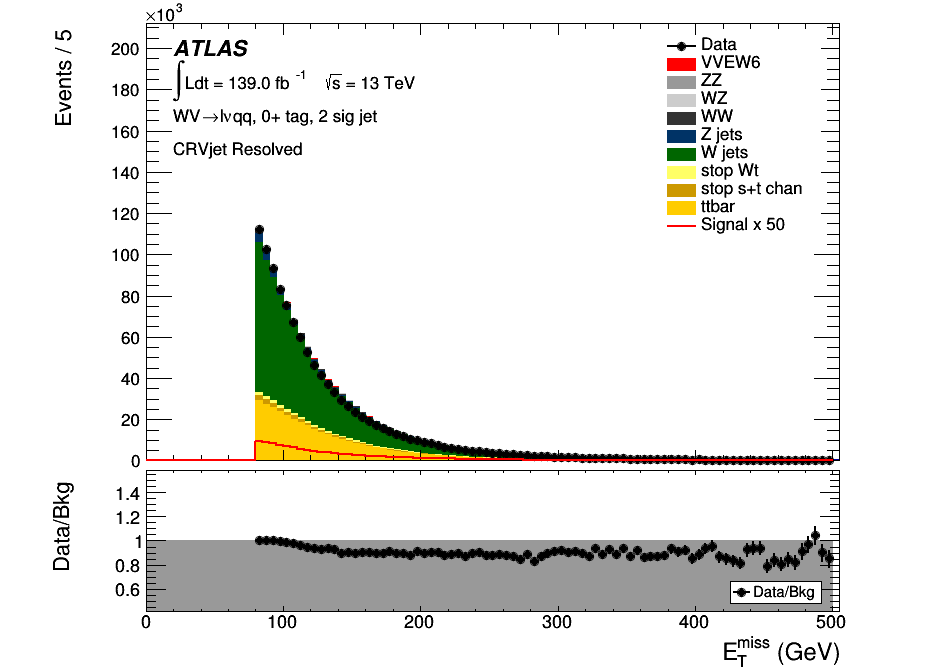 ×10³
Events / 5
200
180
160
140
120
100
80
60
40
20
0
ATLAS
∫Ldt = 139.0 fb⁻¹ √s = 13 TeV
WV→lνqq, 0+ tag, 2 sig jet
CRVjet Resolved
Data
VVEW6
ZZ
WZ
WW
Z jets
W jets
stop Wt
stop s+t chan
ttbar
Signal x 50
Data/Bkg
1.4
1.2
1
0.8
0.6
Data/Bkg
0 100 200 300 400 500
E_T^miss (GeV)